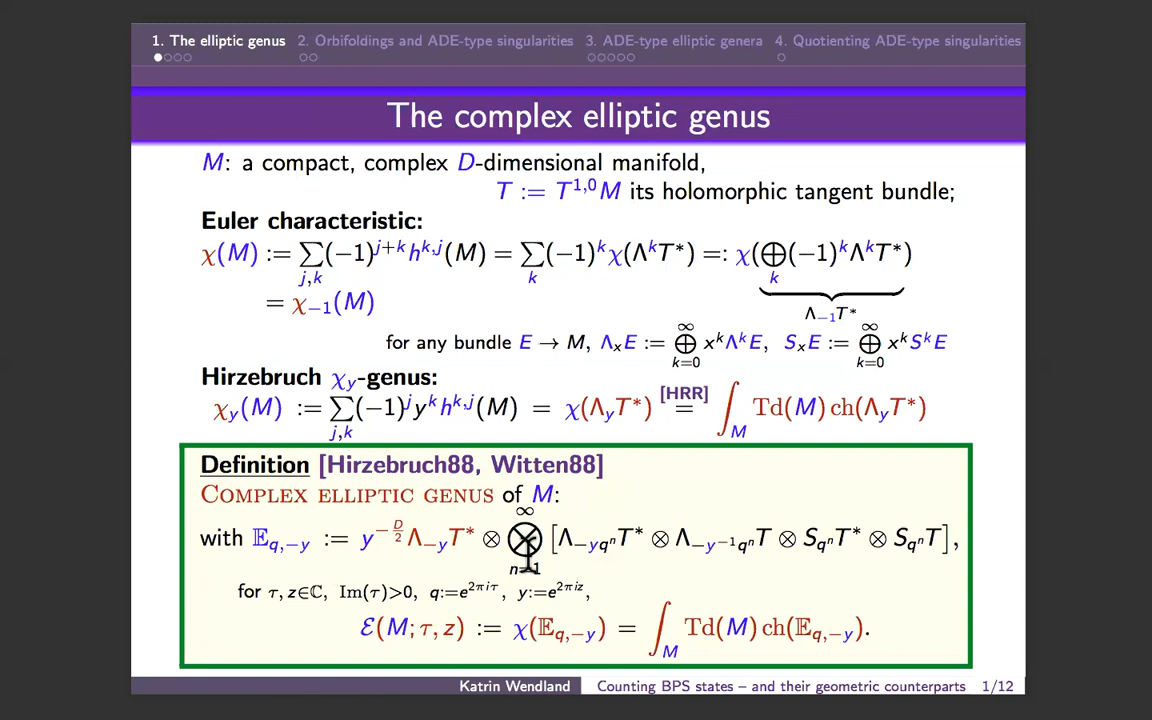 1. The elliptic genus 2. Orbifoldings and ADE-type singularities 3. ADE-type elliptic genera 4. Quotienting ADE-type singularities
The complex elliptic genus
M: a compact, complex D-dimensional manifold,
T := T^{1,0}M its holomorphic tangent bundle;
Euler characteristic:
χ(M) := ∑_{j,k} (−1)^{j+k} h^{k,j}(M) = ∑_k (−1)^k χ(Λ^k T*) =: χ(⊕_k (−1)^k Λ^k T*)
= χ_{−1}(M)
Λ_{−1}T*
for any bundle E → M, Λ_x E := ⊕_{k=0}^∞ x^k Λ^k E, S_x E := ⊕_{k=0}^∞ x^k S^k E
Hirzebruch χ_y-genus:
χ_y(M) := ∑_{j,k} (−1)^j y^k h^{k,j}(M) = χ(Λ_y T*) [HRR] = ∫_M Td(M) ch(Λ_y T*)
Definition [Hirzebruch88, Witten88]
COMPLEX ELLIPTIC GENUS of M:
with 𝔼_{q,−y} := y^{−D/2} Λ_{−y}T* ⊗ ⊗_{n=1}^∞ [Λ_{−yq^n}T* ⊗ Λ_{−y^{−1}q^n}T ⊗ S_{q^n}T* ⊗ S_{q^n}T],
for τ, z∈ℂ, Im(τ)>0, q:=e^{2πiτ}, y:=e^{2πiz},
ℰ(M; τ, z) := χ(𝔼_{q,−y}) = ∫_M Td(M) ch(𝔼_{q,−y}).
Katrin Wendland Counting BPS states – and their geometric counterparts 1/12